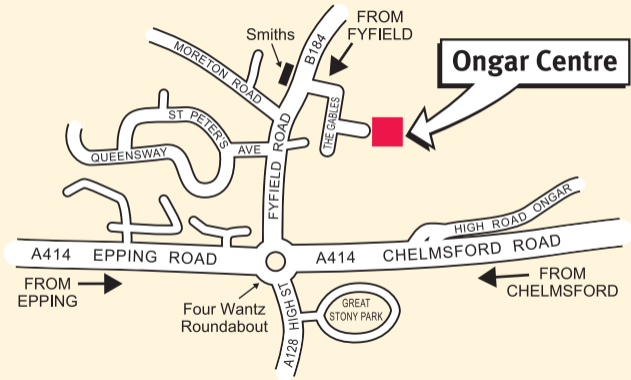 FROM
FYFIELD
Smiths
B184
MORETON ROAD
Ongar Centre
THE GABLES
ST PETER'S
AVE
QUEENSWAY
FYFIELD ROAD
HIGH ROAD ONGAR
A414 EPPING ROAD
A414 CHELMSFORD ROAD
FROM
EPPING
FROM
CHELMSFORD
Four Wantz
Roundabout
A128 HIGH ST
GREAT
STONY PARK